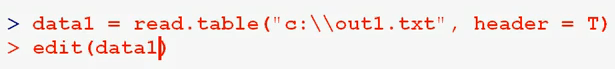 > data1 = read.table("c:\\out1.txt", header = T)
> edit(data1)